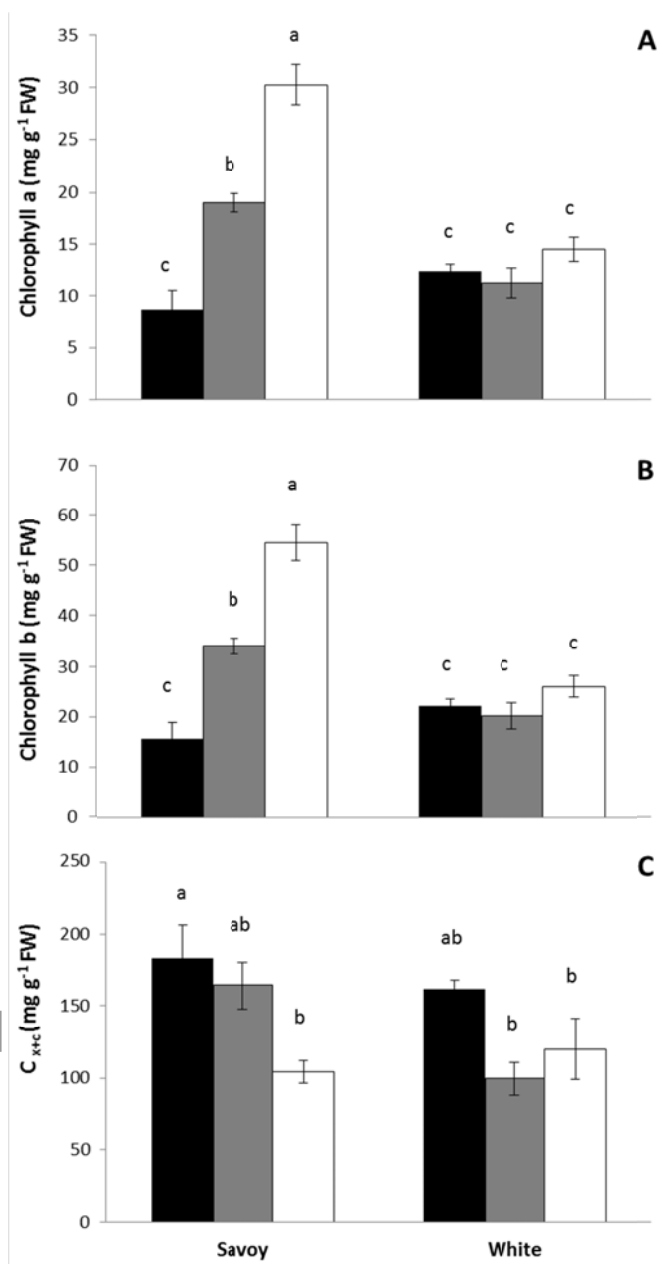 A
Chlorophyll a (mg g-1 FW)
35
30
25
20
15
10
5
0
c
b
a
c
c
c
B
Chlorophyll b (mg g-1 FW)
70
60
50
40
30
20
10
0
c
b
a
c
c
c
C
C x+c (mg g-1 FW)
250
200
150
100
50
0
a
ab
b
ab
b
b
Savoy White